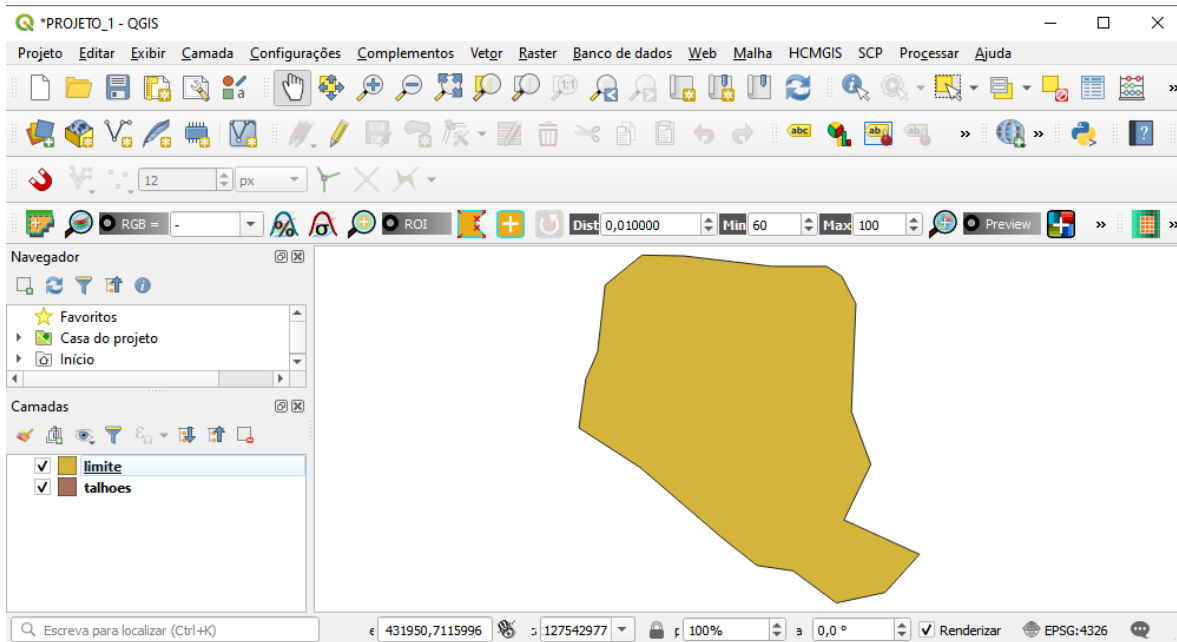 *PROJETO_1 - QGIS
Projeto Editar Exibir Camada Configurações Complementos Vetor Raster Banco de dados Web Malha HCMGIS SCP Processar Ajuda
abc ab
12 px
RGB = - ROI Dist 0,010000 Min 60 Max 100 Preview
Navegador
Favoritos
Casa do projeto
Início
Camadas
limite
talhoes
Escreva para localizar (Ctrl+K) 431950,7115996 :127542977 100% 0,0 ° Renderizar EPSG:4326